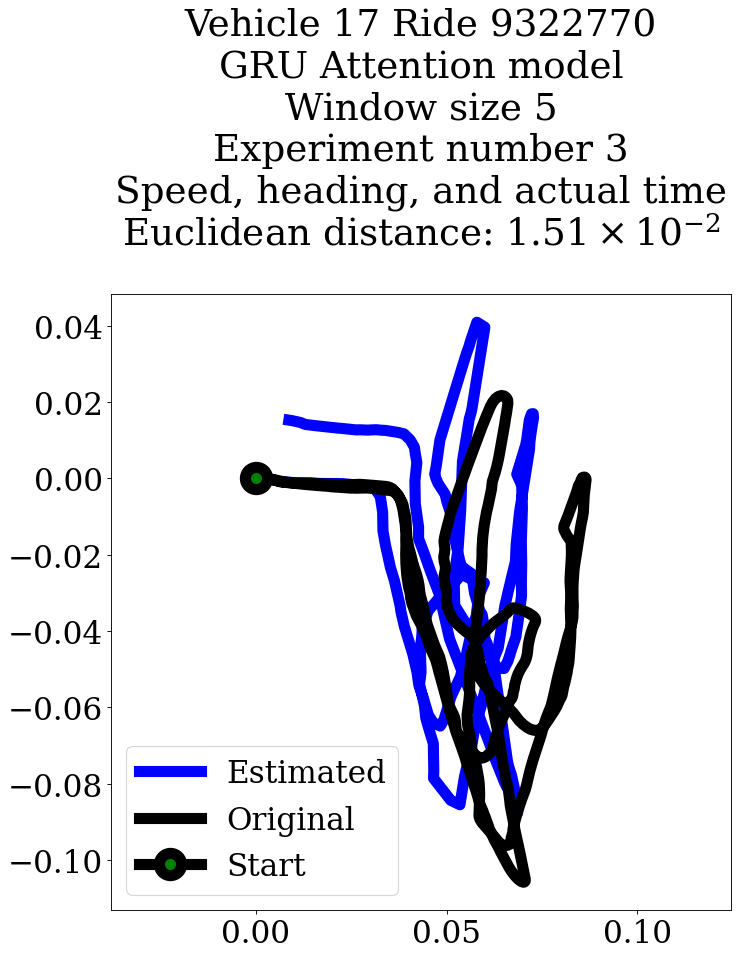 Vehicle 17 Ride 9322770
GRU Attention model
Window size 5
Experiment number 3
Speed, heading, and actual time
Euclidean distance: 1.51 × 10⁻²
0.04
0.02
0.00
−0.02
−0.04
−0.06
−0.08
−0.10
Estimated
Original
Start
0.00 0.05 0.10